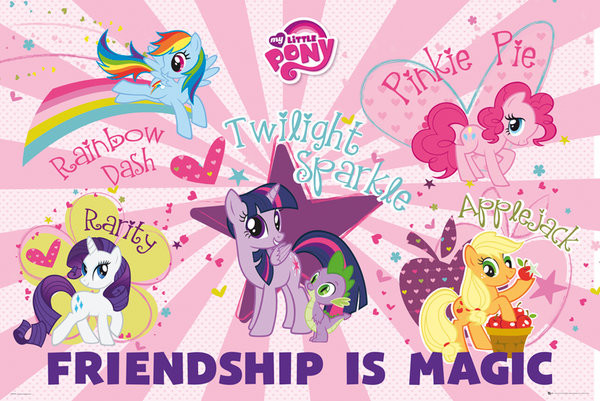 my LITTLE
PONY
Pinkie Pie
Rainbow
Dash
Twilight
Sparkle
Rarity
Applejack
FRIENDSHIP IS MAGIC